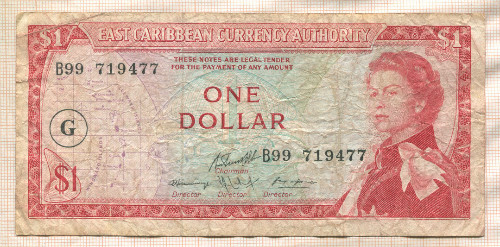 EAST CARIBBEAN CURRENCY AUTHORITY
$1 $1
THESE NOTES ARE LEGAL TENDER
FOR THE PAYMENT OF ANY AMOUNT
B99 719477
ONE
DOLLAR
G
B99 719477
Chairman
$1
Director Director Director